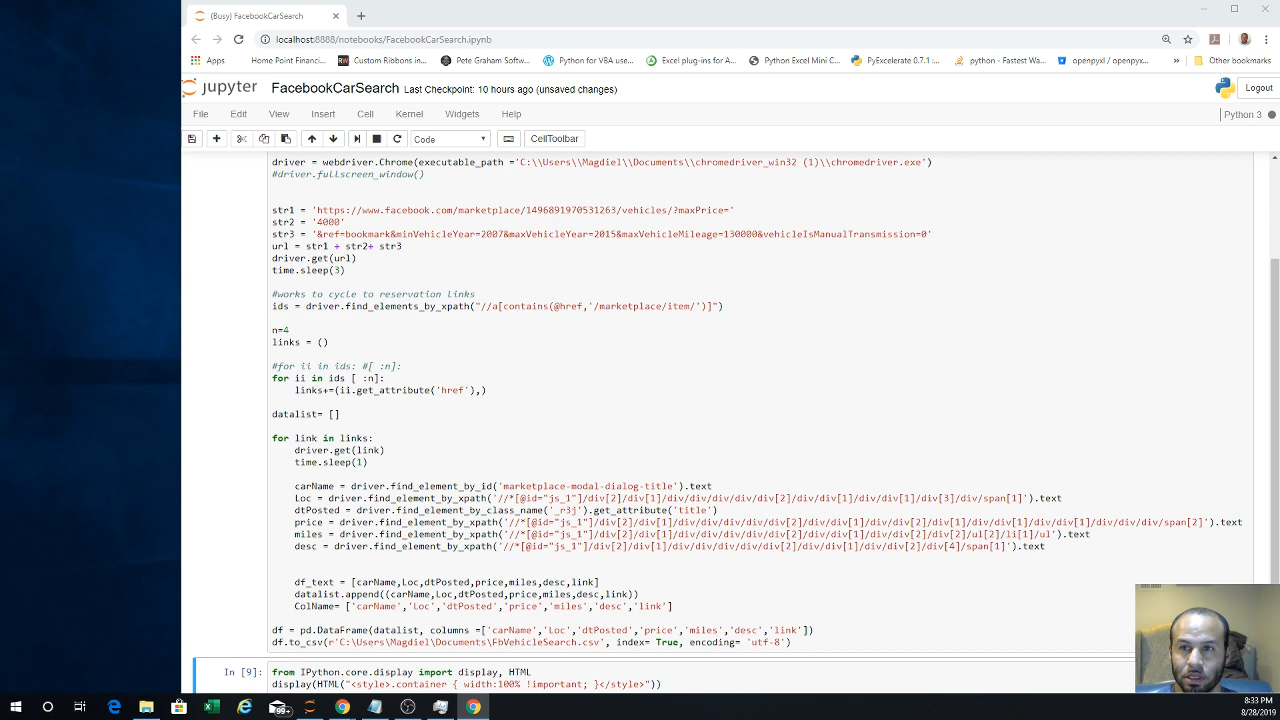 (Busy) FacebookCarSearch
localhost:8888/notebooks/FacebookCarSearch.ipynb
Apps Home Point Financi... Custom Ribbons in... Pete Graham Softw... Python for VBA use... Excel plug-ins for A... Python Excel Mini C... PyExcelerate 0.7.1 :... python - Fastest Wa... openpyxl / openpyx... » Other bookmarks
jupyter FacebookCarSearch Last Checkpoint: 10 hours ago (unsaved changes) Logout
File Edit View Insert Cell Kernel Widgets Help Python 3
Code CellToolbar
driver = webdriver.Chrome(executable_path ='C:\\Users\\Magdiel\\Documents\\chromedriver_win32 (1)\\chromedriver.exe')
#driver.fullscreen_window()
str1 = 'https://www.facebook.com/marketplace/1496891970531263/vehicles/?maxPrice='
str2 = '4000'
str3 = '&ref=bookmark&minVehicleYear=2007&maxVehicleYear=2015&maxVehicleMileage=130000&vehicleIsManualTransmission=0'
url = str1 + str2+ str3
driver.get(url)
time.sleep(3)
#works to cycle to reservation links
ids = driver.find_elements_by_xpath("//a[contains(@href,'/marketplace/item/')]")
n=4
links = ()
#for ii in ids: #[ :n]:
for ii in ids [ :n]:
links+=(ii.get_attribute('href'),)
datalist= []
for link in links:
driver.get(link)
time.sleep(1)
carName = driver.find_element_by_id('marketplace-modal-dialog-title').text
Loc = driver.find_element_by_xpath('//*[@id="js_1"]/div[2]/div[1]/div/div/div/div/div[2]/div/div[1]/div/div[1]/div[3]/div/span[1]').text
dtPosted = driver.find_element_by_class_name('_r3j').get_attribute('title')
price = driver.find_element_by_xpath('//*[@id="js_1"]/div[2]/div[1]/div/div/div/div/div[2]/div/div[1]/div/div[2]/div[1]/div/div[1]/div/div[1]/div/div/div/span[2]').text
miles = driver.find_element_by_xpath('//*[@id="js_1"]/div[2]/div[1]/div/div/div/div/div[2]/div/div[1]/div/div[2]/div[2]/ul[2]/li[1]/ul').text
desc = driver.find_element_by_xpath('//*[@id="js_1"]/div[2]/div[1]/div/div/div/div/div[2]/div/div[1]/div/div[2]/div[4]/span[1]').text
df_text = [carName,Loc,dtPosted,price,miles,desc,link]
datalist.append((carName,Loc,dtPosted,price,miles,desc,link))
ColName= ['carName','Loc','dtPosted','price','miles','desc','link']
df = pd.DataFrame(datalist, columns =['carName','Loc','dtPosted','price','miles','desc','link'])
df.to_csv(r'C:\Users\Magdiel\Documents\FbVehicleSearch.csv', index= True, encoding= 'utf-8')
In [9]: from IPython.core.display import display, HTML
display(HTML("<style>.container { width:100% !important; }</style>"))
99+
8:33 PM
8/28/2019